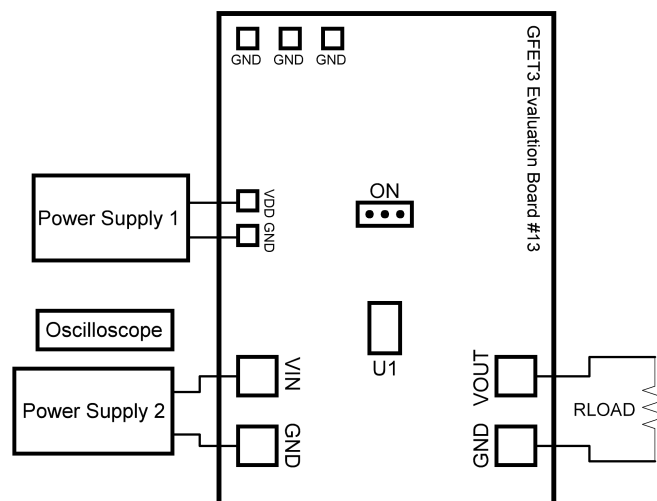 GND GND GND
GFET3 Evaluation Board #13
Power Supply 1
VDD
GND
ON
Oscilloscope
U1
Power Supply 2
VIN
GND
VOUT
GND
RLOAD